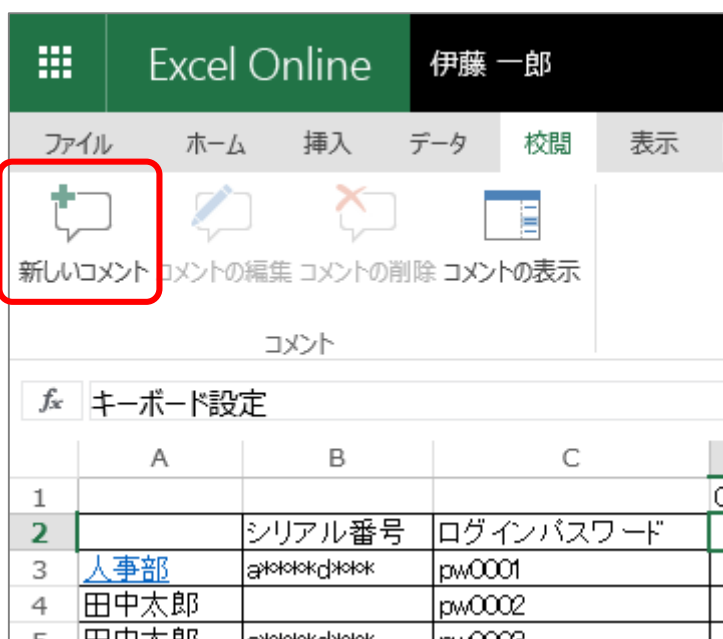 Excel Online 伊藤 一郎
ファイル ホーム 挿入 データ 校閲 表示
新しいコメント コメントの編集 コメントの削除 コメントの表示
コメント
fx キーボード設定
A B C
1
2 シリアル番号 ログインパスワード
3 人事部 a*****d**** pw0001
4 田中太郎 pw0002